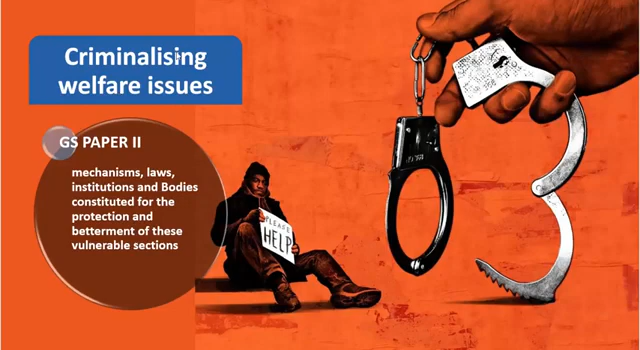 Criminalising
welfare issues
GS PAPER II
mechanisms, laws,
institutions and Bodies
constituted for the
protection and
betterment of these
vulnerable sections
PLEASE
HELP